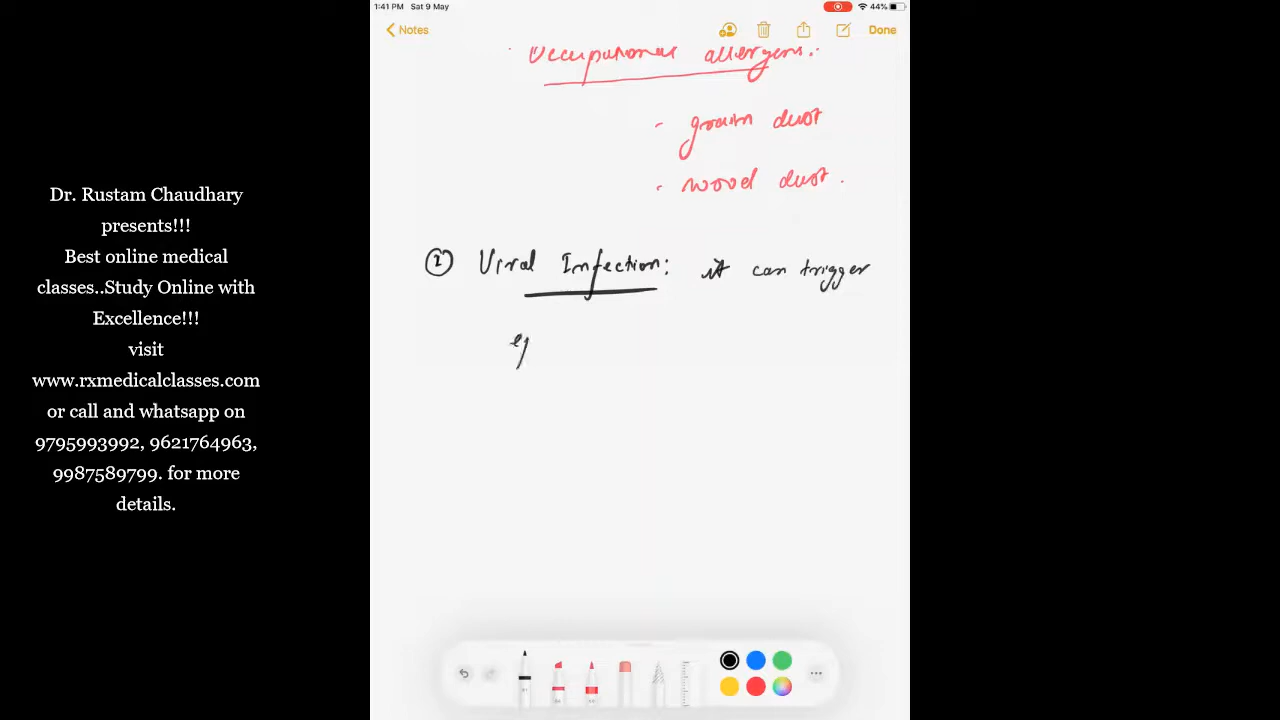 1:41 PM Sat 9 May
44%
Notes
Done
Occupational allergens.
- grain dust
- wood dust.
② Viral Infection: it can trigger
eg
Dr. Rustam Chaudhary
presents!!!
Best online medical
classes..Study Online with
Excellence!!!
visit
www.rxmedicalclasses.com
or call and whatsapp on
9795993992, 9621764963,
9987589799. for more
details.